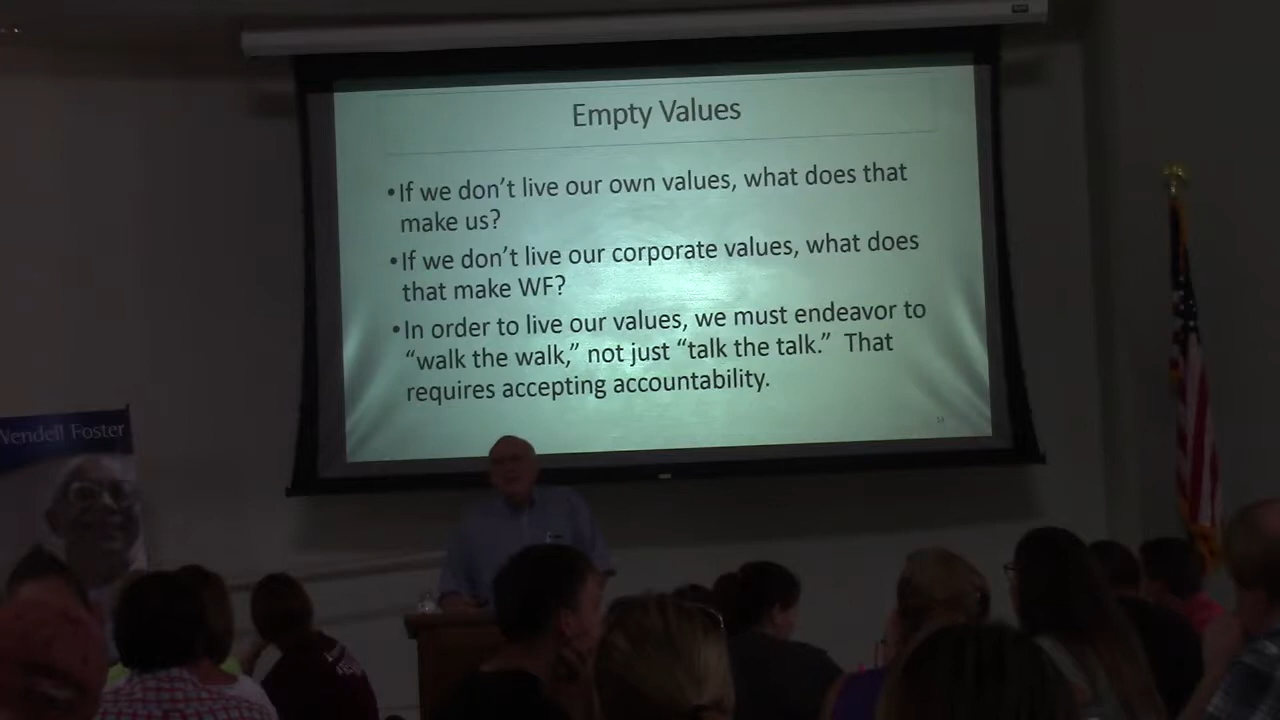 Empty Values
•If we don't live our own values, what does that
make us?
•If we don't live our corporate values, what does
that make WF?
•In order to live our values, we must endeavor to
“walk the walk,” not just “talk the talk.” That
requires accepting accountability.
Wendell Foster